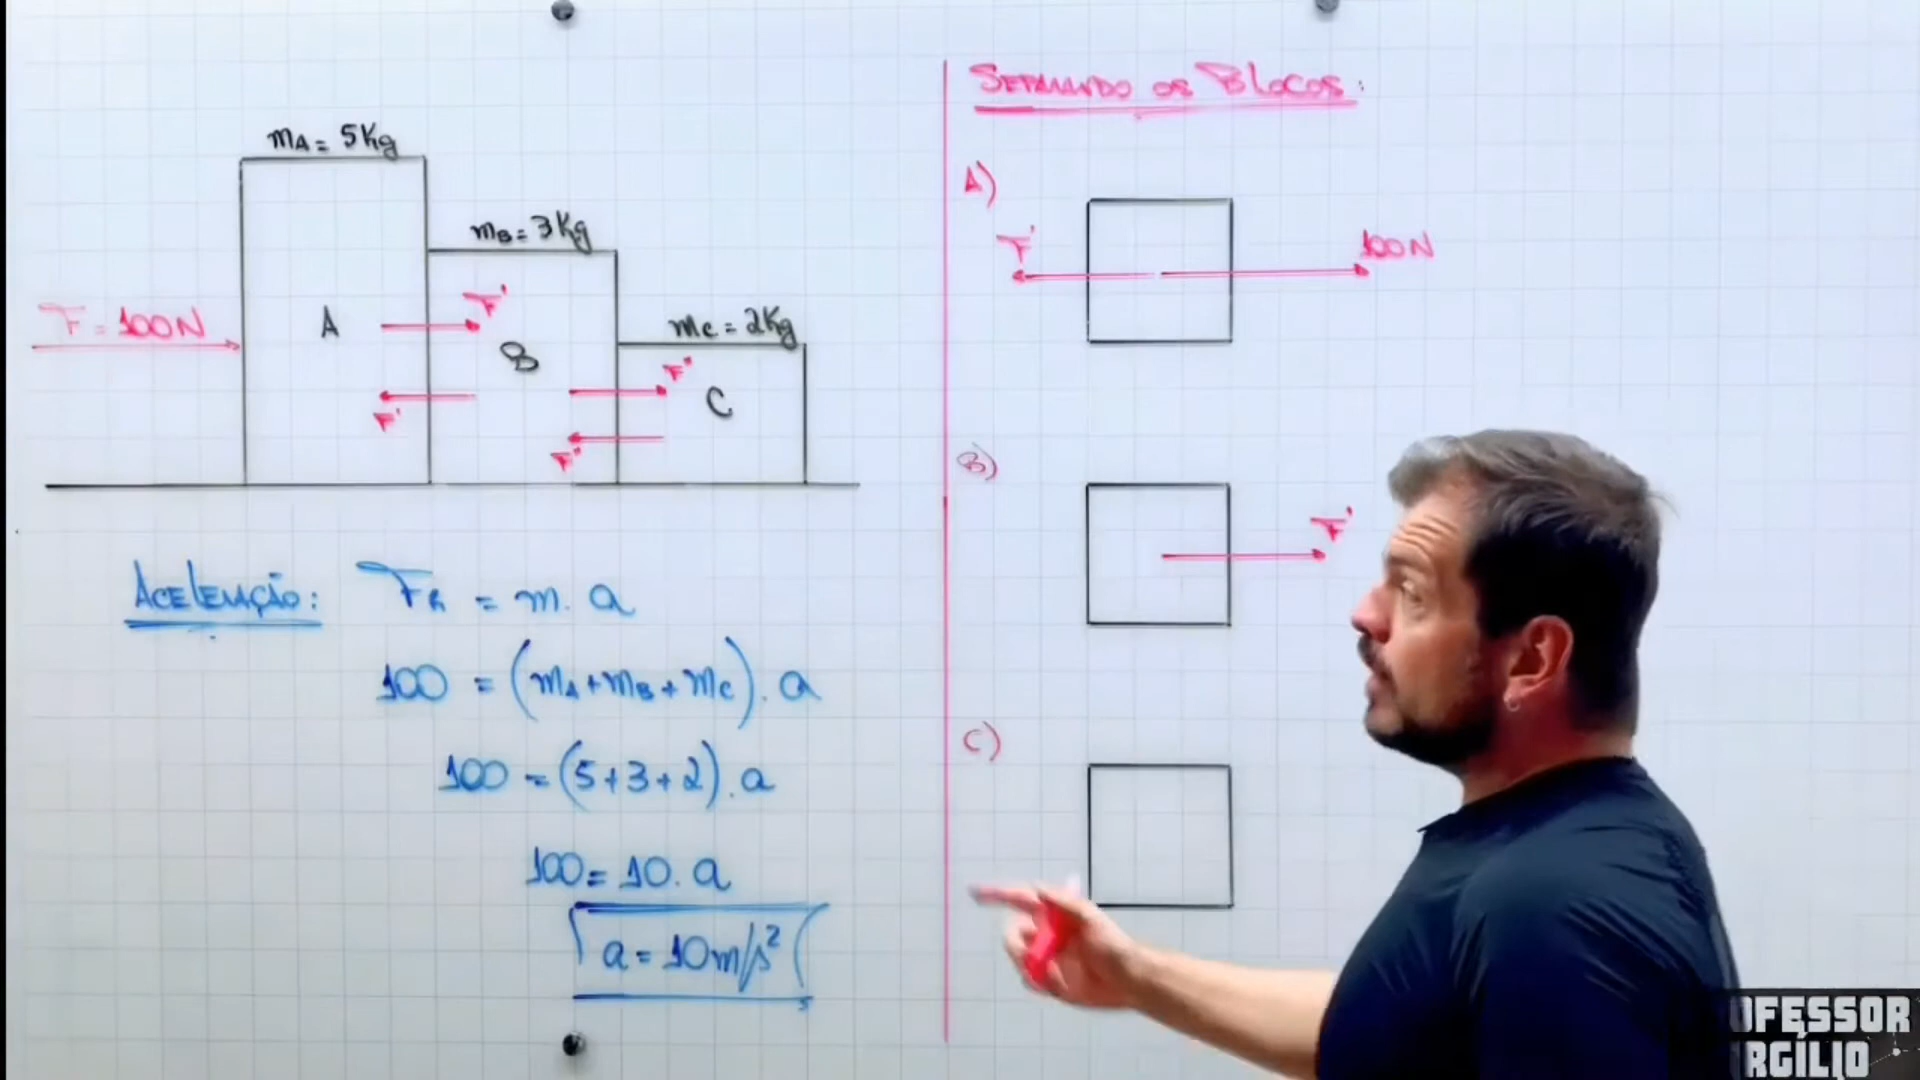 mA = 5Kg
mB = 3Kg
mC = 2Kg
F = 100N
A
B
C
F'
F'
F"
F"
ACELERAÇÃO: FR = m. a
100 = (mA+mB+mC). a
100 = (5+3+2). a
100 = 10. a
a = 10m/s²
SEPARANDO OS BLOCOS:
A)
F'
100N
B)
F'
C)
OFESSOR
RGÍLIO